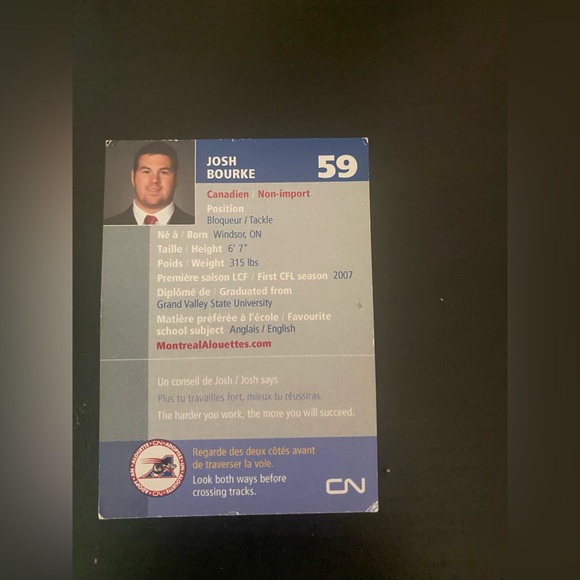 JOSH
BOURKE
59
Canadien / Non-import
Position
Bloqueur / Tackle
Né à / Born Windsor, ON
Taille / Height 6' 7"
Poids / Weight 315 lbs
Première saison LCF / First CFL season 2007
Diplômé de / Graduated from
Grand Valley State University
Matière préférée à l'école / Favourite
school subject Anglais / English
MontrealAlouettes.com
Un conseil de Josh / Josh says
Plus tu travailles fort, mieux tu réussiras.
The harder you work, the more you will succeed.
Regarde des deux côtés avant
de traverser la voie.
Look both ways before
crossing tracks.
CN